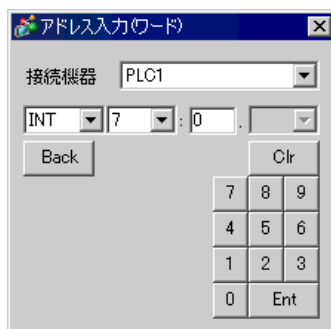 アドレス入力(ワード)
接続機器 PLC1
INT 7 : 0 .
Back Clr
7 8 9
4 5 6
1 2 3
0 Ent